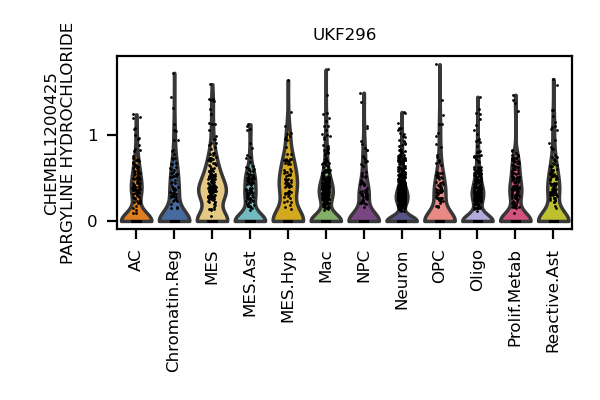 UKF296
CHEMBL1200425
PARGYLINE HYDROCHLORIDE
1
0
AC
Chromatin.Reg
MES
MES.Ast
MES.Hyp
Mac
NPC
Neuron
OPC
Oligo
Prolif.Metab
Reactive.Ast